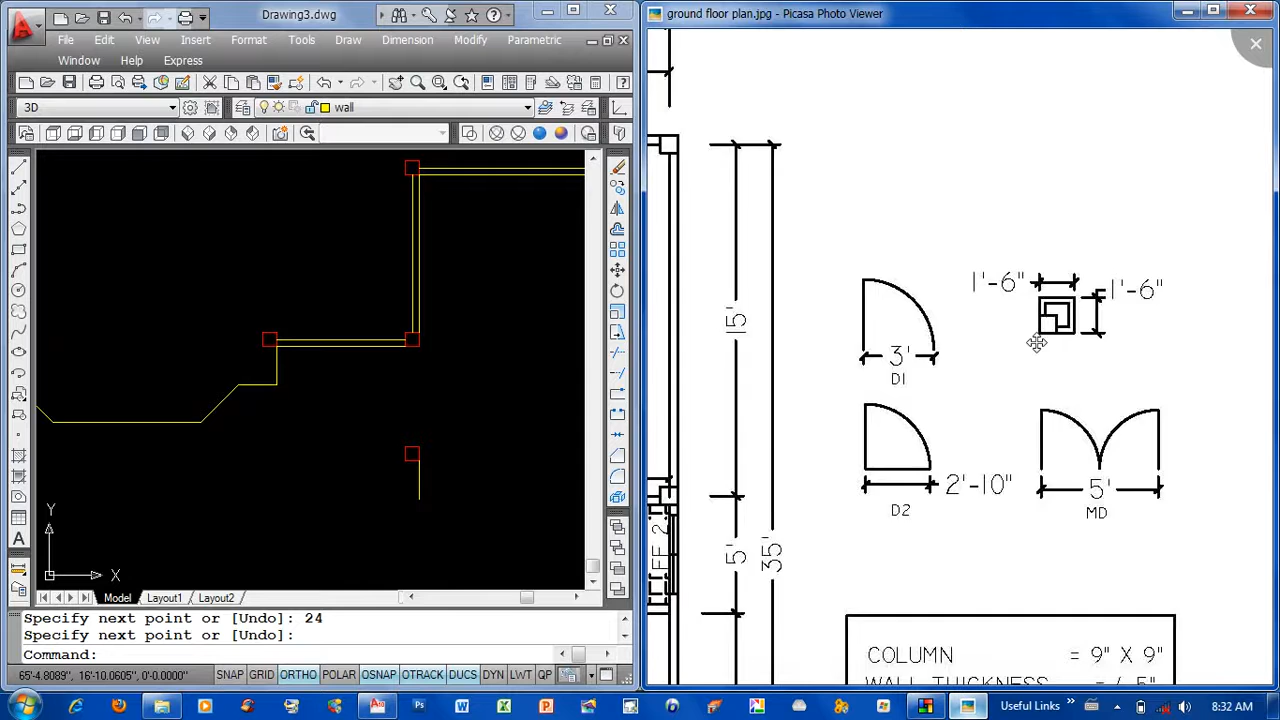 Drawing3.dwg
File Edit View Insert Format Tools Draw Dimension Modify Parametric
Window Help Express
3D
wall
Y
X
Model Layout1 Layout2
Specify next point or [Undo]: 24
Specify next point or [Undo]:
Command:
65'-4.8089", 16'-10.0605", 0'-0.0000"
SNAP GRID ORTHO POLAR OSNAP OTRACK DUCS DYN LWT QP
ground floor plan.jpg - Picasa Photo Viewer
15'
5'
35'
1'-6"
1'-6"
3'
D1
2'-10"
D2
5'
MD
COLUMN = 9" X 9"
Useful Links
8:32 AM